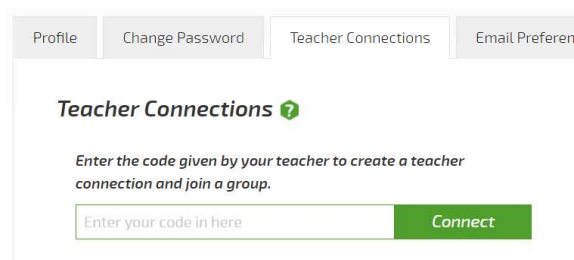 Profile Change Password Teacher Connections Email Preferen
Teacher Connections ?
Enter the code given by your teacher to create a teacher
connection and join a group.
Enter your code in here Connect